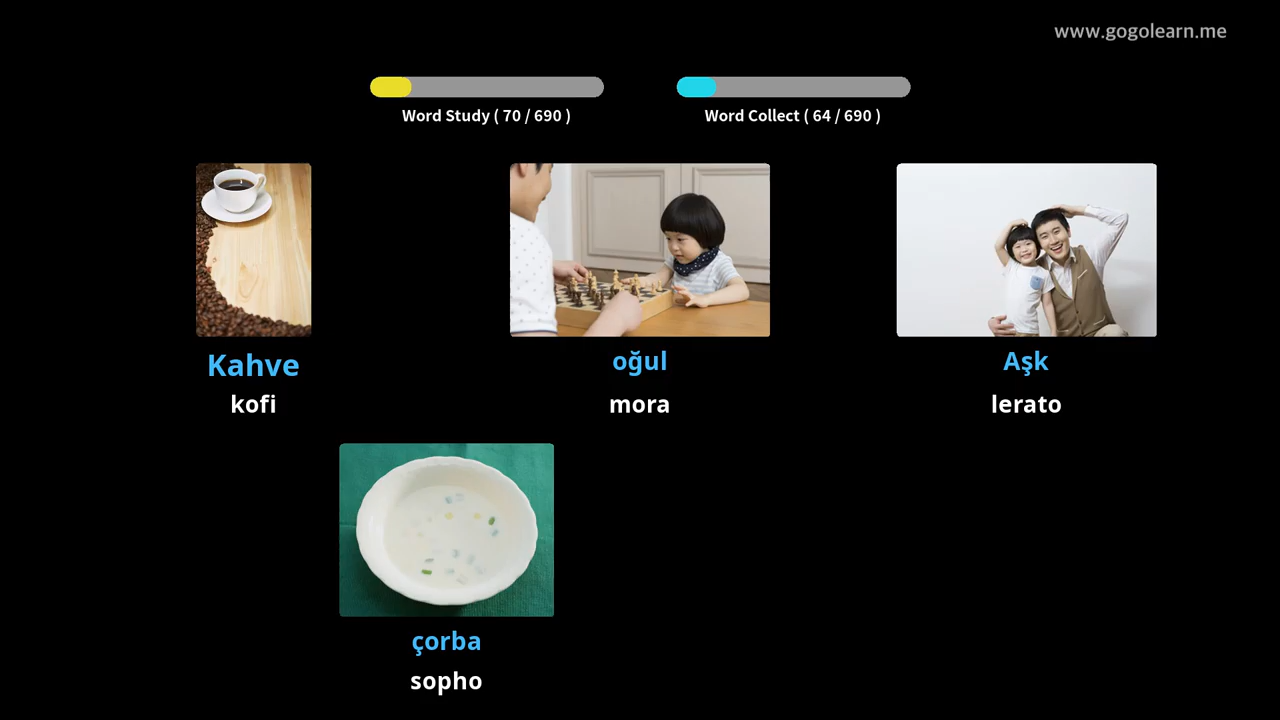 www.gogolearn.me
Word Study ( 70 / 690 )
Word Collect ( 64 / 690 )
Kahve
kofi
oğul
mora
Aşk
lerato
çorba
sopho